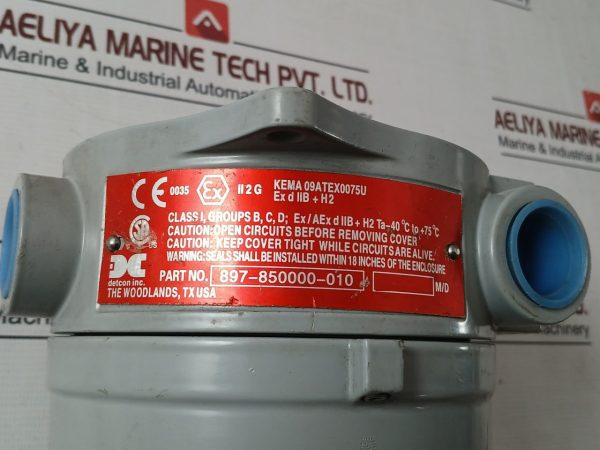 AELIYA MARINE TECH PVT. LTD.
Marine & Industrial Automat
AELIYA MARINE
Marine & Indust
CE 0035 Ex II 2 G KEMA 09ATEX0075U
Ex d IIB + H2
CLASS I, GROUPS B, C, D; Ex / AEx d IIB + H2 Ta-40 °C to +75 °C
CAUTION: OPEN CIRCUITS BEFORE REMOVING COVER
CAUTION: KEEP COVER TIGHT WHILE CIRCUITS ARE ALIVE.
WARNING: SEALS SHALL BE INSTALLED WITHIN 18 INCHES OF THE ENCLOSURE
PART NO. 897-850000-010 M/D
detcon inc.
THE WOODLANDS, TX USA